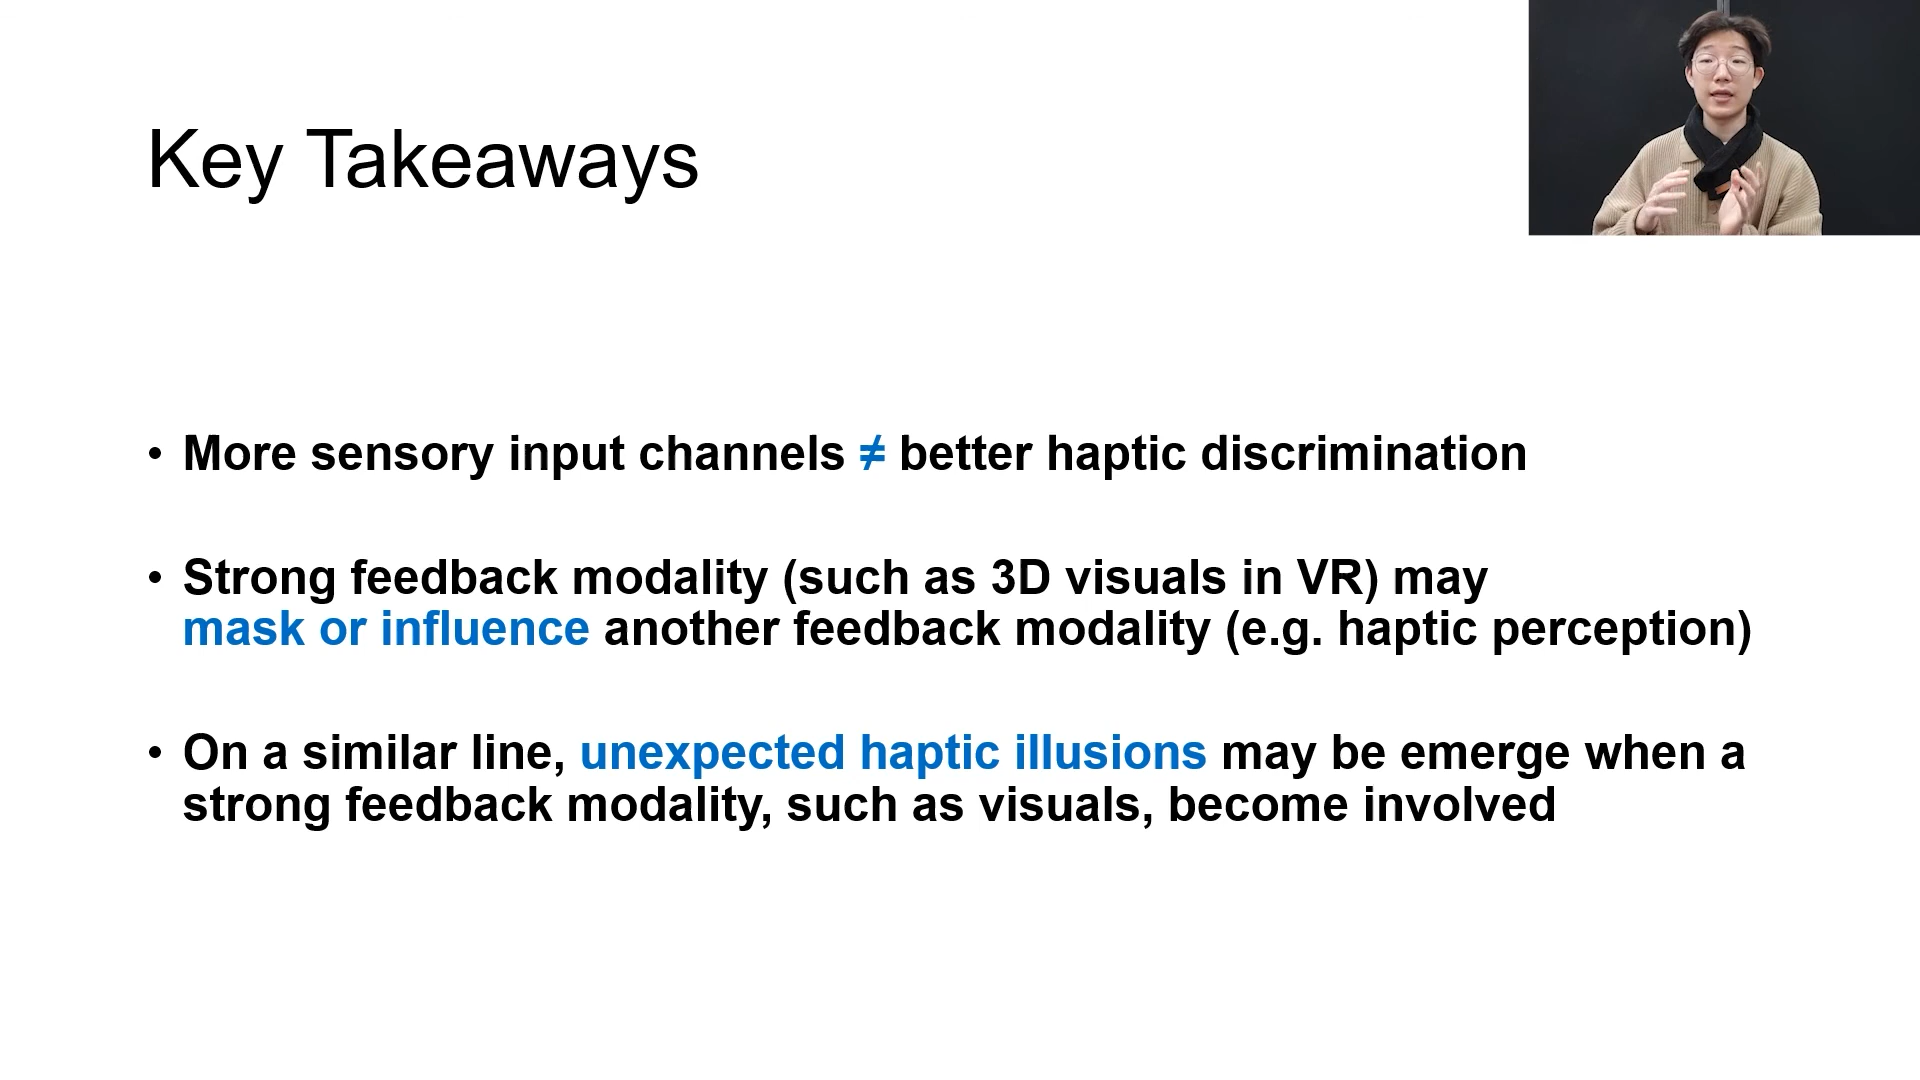 Key Takeaways
• More sensory input channels ≠ better haptic discrimination
• Strong feedback modality (such as 3D visuals in VR) may
mask or influence another feedback modality (e.g. haptic perception)
• On a similar line, unexpected haptic illusions may be emerge when a
strong feedback modality, such as visuals, become involved